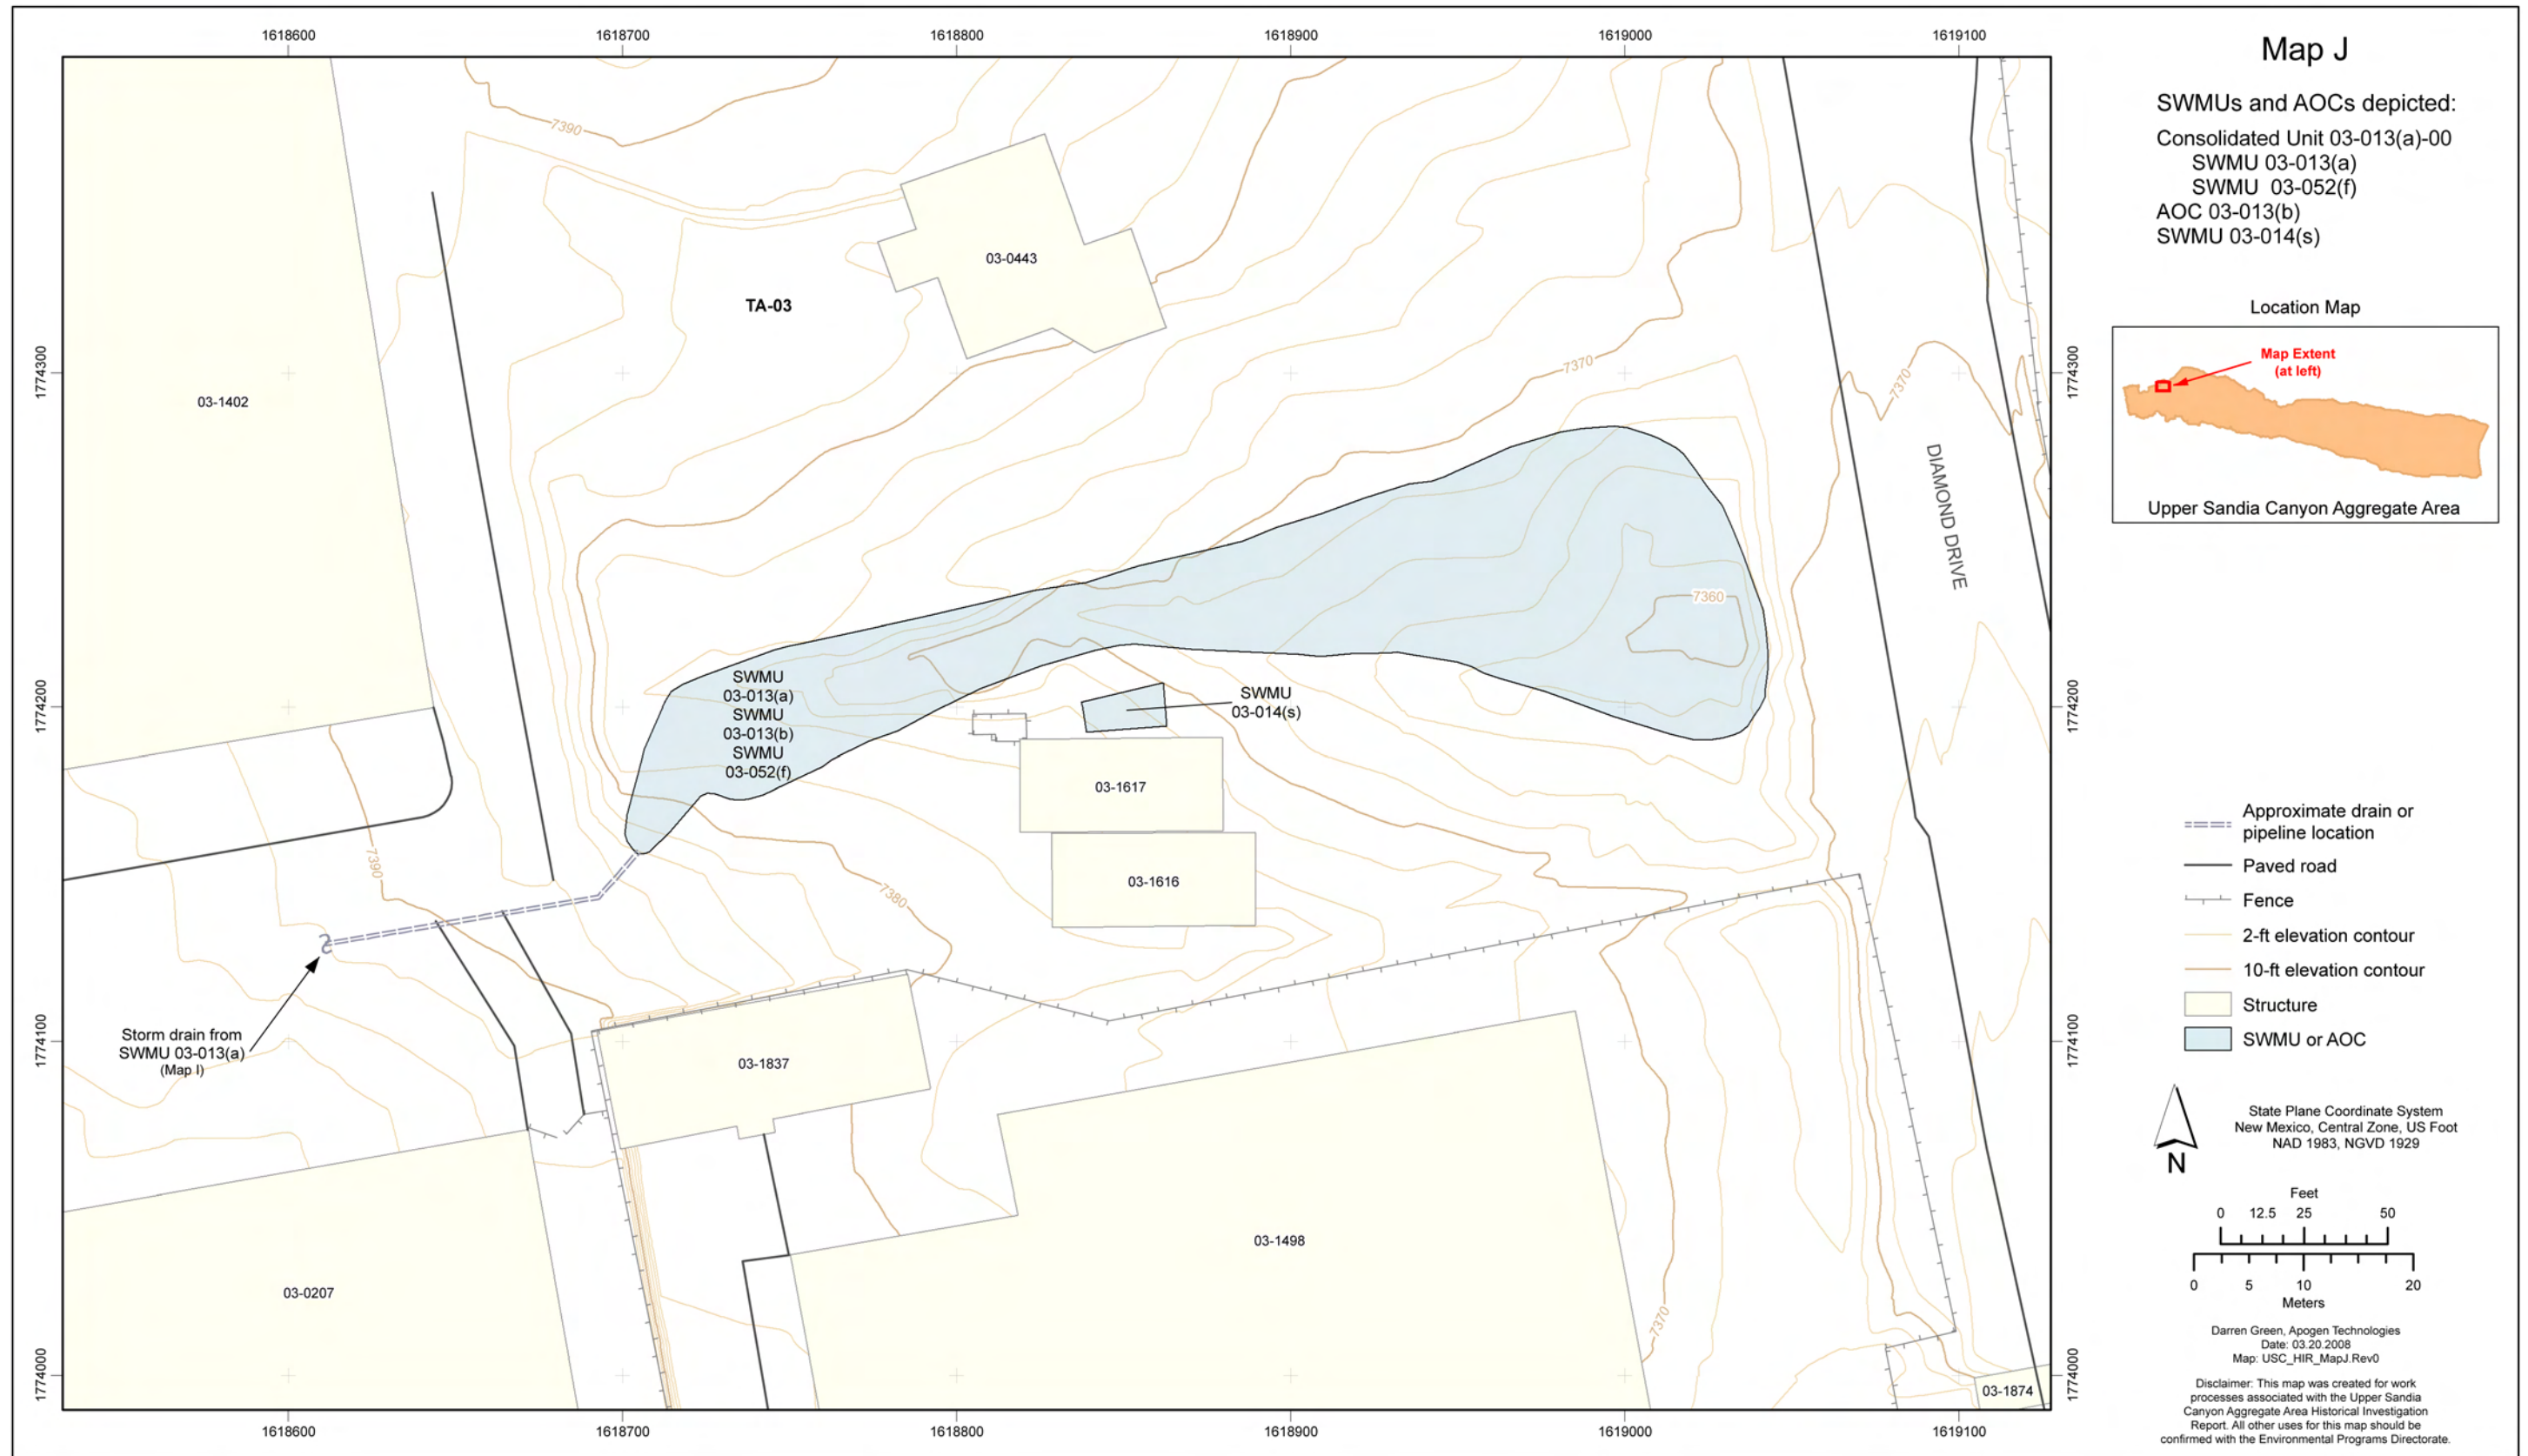 1618600
1618700
1618800
1618900
1619000
1619100
Map J
SWMUs and AOCs depicted:
Consolidated Unit 03-013(a)-00
SWMU 03-013(a)
SWMU 03-052(f)
AOC 03-013(b)
SWMU 03-014(s)
Location Map
Map Extent
(at left)
Upper Sandia Canyon Aggregate Area
7390
03-0443
TA-03
1774300
1774300
03-1402
7370
7370
DIAMOND DRIVE
7360
1774200
1774200
SWMU
03-013(a)
SWMU
03-013(b)
SWMU
03-052(f)
SWMU
03-014(s)
03-1617
03-1616
7390
7380
Storm drain from
SWMU 03-013(a)
(Map I)
1774100
1774100
03-1837
03-1498
03-0207
7370
1774000
1774000
03-1874
1618600
1618700
1618800
1618900
1619000
1619100
Approximate drain or
pipeline location
Paved road
Fence
2-ft elevation contour
10-ft elevation contour
Structure
SWMU or AOC
N
State Plane Coordinate System
New Mexico, Central Zone, US Foot
NAD 1983, NGVD 1929
Feet
0 12.5 25 50
0 5 10 20
Meters
Darren Green, Apogen Technologies
Date: 03.20.2008
Map: USC_HIR_MapJ.Rev0
Disclaimer: This map was created for work
processes associated with the Upper Sandia
Canyon Aggregate Area Historical Investigation
Report. All other uses for this map should be
confirmed with the Environmental Programs Directorate.